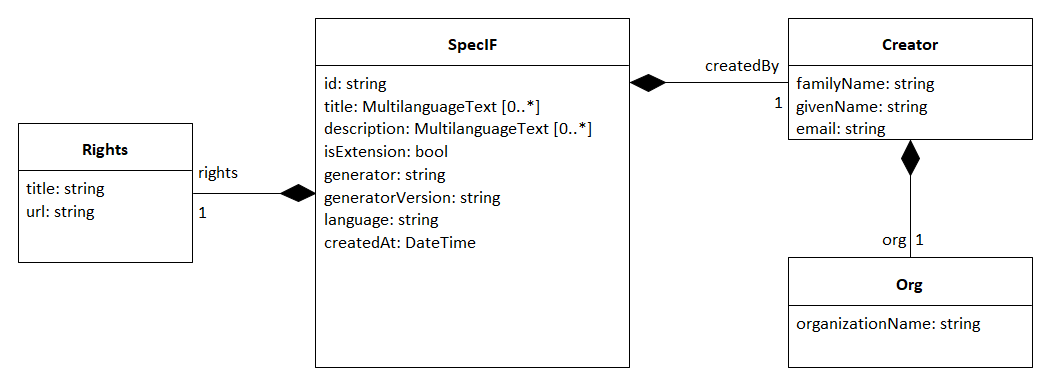 SpecIF
id: string
title: MultilanguageText [0..*]
description: MultilanguageText [0..*]
isExtension: bool
generator: string
generatorVersion: string
language: string
createdAt: DateTime
Creator
familyName: string
givenName: string
email: string
createdBy
1
Rights
title: string
url: string
rights
1
org 1
Org
organizationName: string